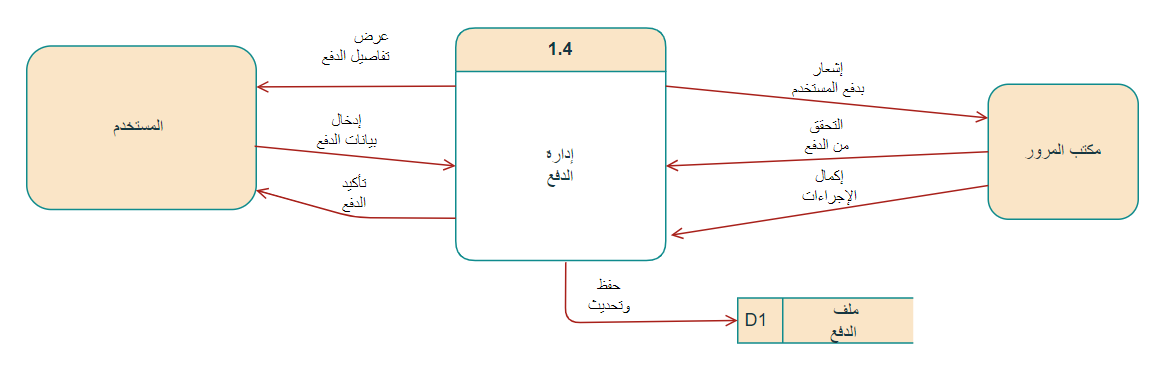 عرض
تفاصيل الدفع
1.4
إشعار
بدفع المستخدم
المستخدم
إدخال
بيانات الدفع
التحقق
من الدفع
إدارة
الدفع
مكتب المرور
تأكيد
الدفع
إكمال
الإجراءات
حفظ
وتحديث
D1
ملف
الدفع